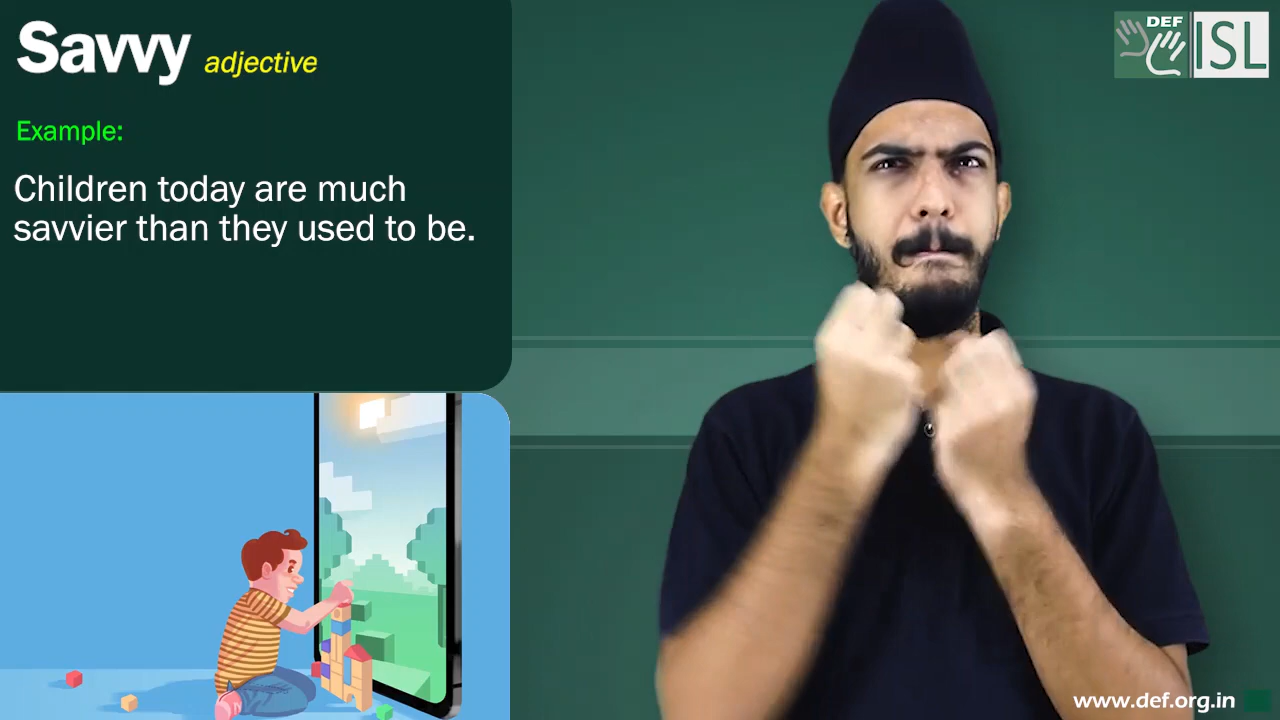 Savvy adjective
Example:
Children today are much
savvier than they used to be.
DEF ISL
www.def.org.in